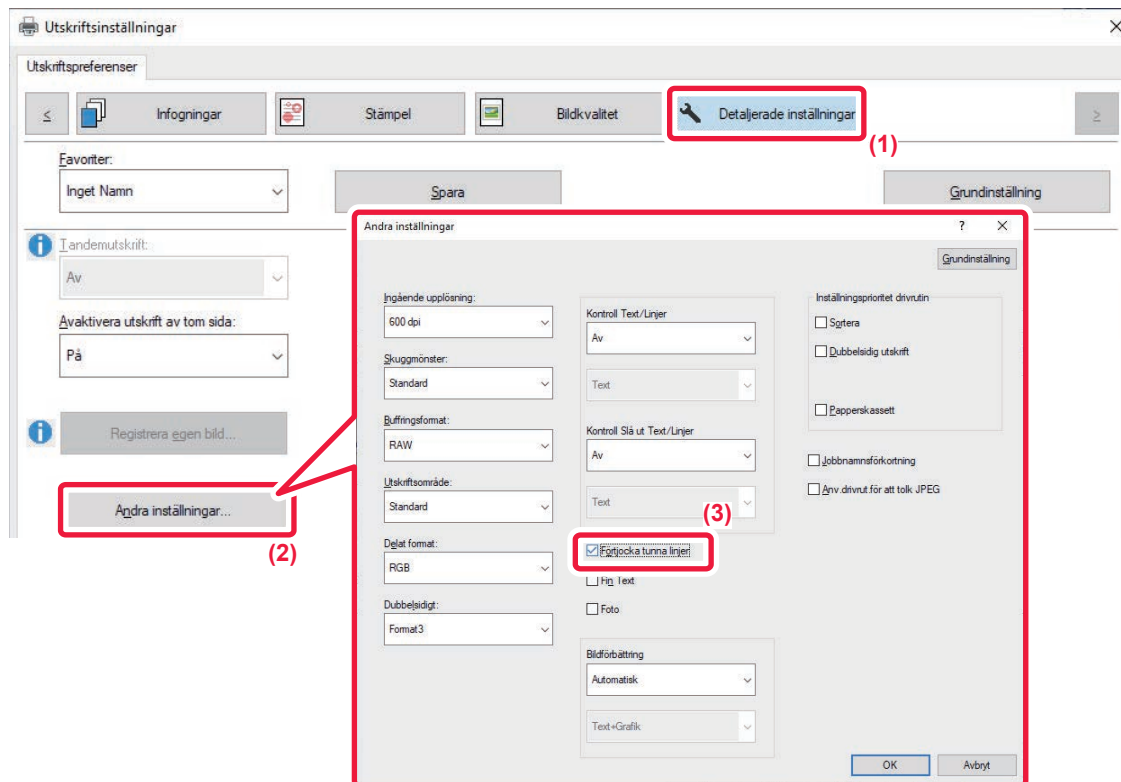 Utskriftsinställningar
Utskriftspreferenser
<
Infogningar
Stämpel
Bildkvalitet
Detaljerade inställningar
>
(1)
Favoriter:
Inget Namn
Spara
Grundinställning
Tandemutskrift:
Av
Avaktivera utskrift av tom sida:
På
Registrera egen bild...
Andra inställningar...
(2)
Andra inställningar
?
Grundinställning
Ingående upplösning:
600 dpi
Skuggmönster:
Standard
Buffringsformat:
RAW
Utskriftsområde:
Standard
Delat format:
RGB
Dubbelsidigt:
Format3
Kontroll Text/Linjer
Av
Text
Kontroll Slå ut Text/Linjer
Av
Text
(3)
Förtjocka tunna linjer
Fin Text
Foto
Bildförbättring
Automatisk
Text+Grafik
Inställningsprioritet drivrutin
Sortera
Dubbelsidig utskrift
Papperskassett
Jobbnamnsförkortning
Anv.drivrut för att tolk JPEG
OK
Avbryt